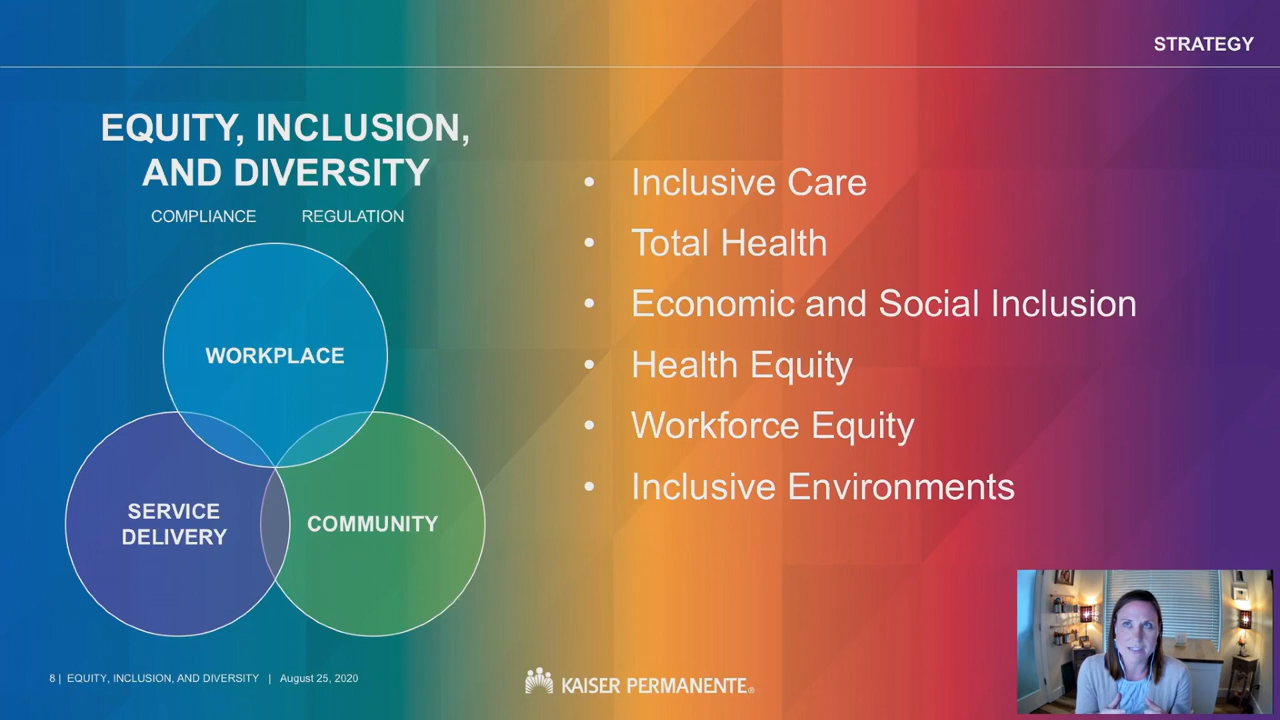 STRATEGY
EQUITY, INCLUSION,
AND DIVERSITY
COMPLIANCE REGULATION
WORKPLACE
SERVICE
DELIVERY
COMMUNITY
• Inclusive Care
• Total Health
• Economic and Social Inclusion
• Health Equity
• Workforce Equity
• Inclusive Environments
8 | EQUITY, INCLUSION, AND DIVERSITY | August 25, 2020
KAISER PERMANENTE®